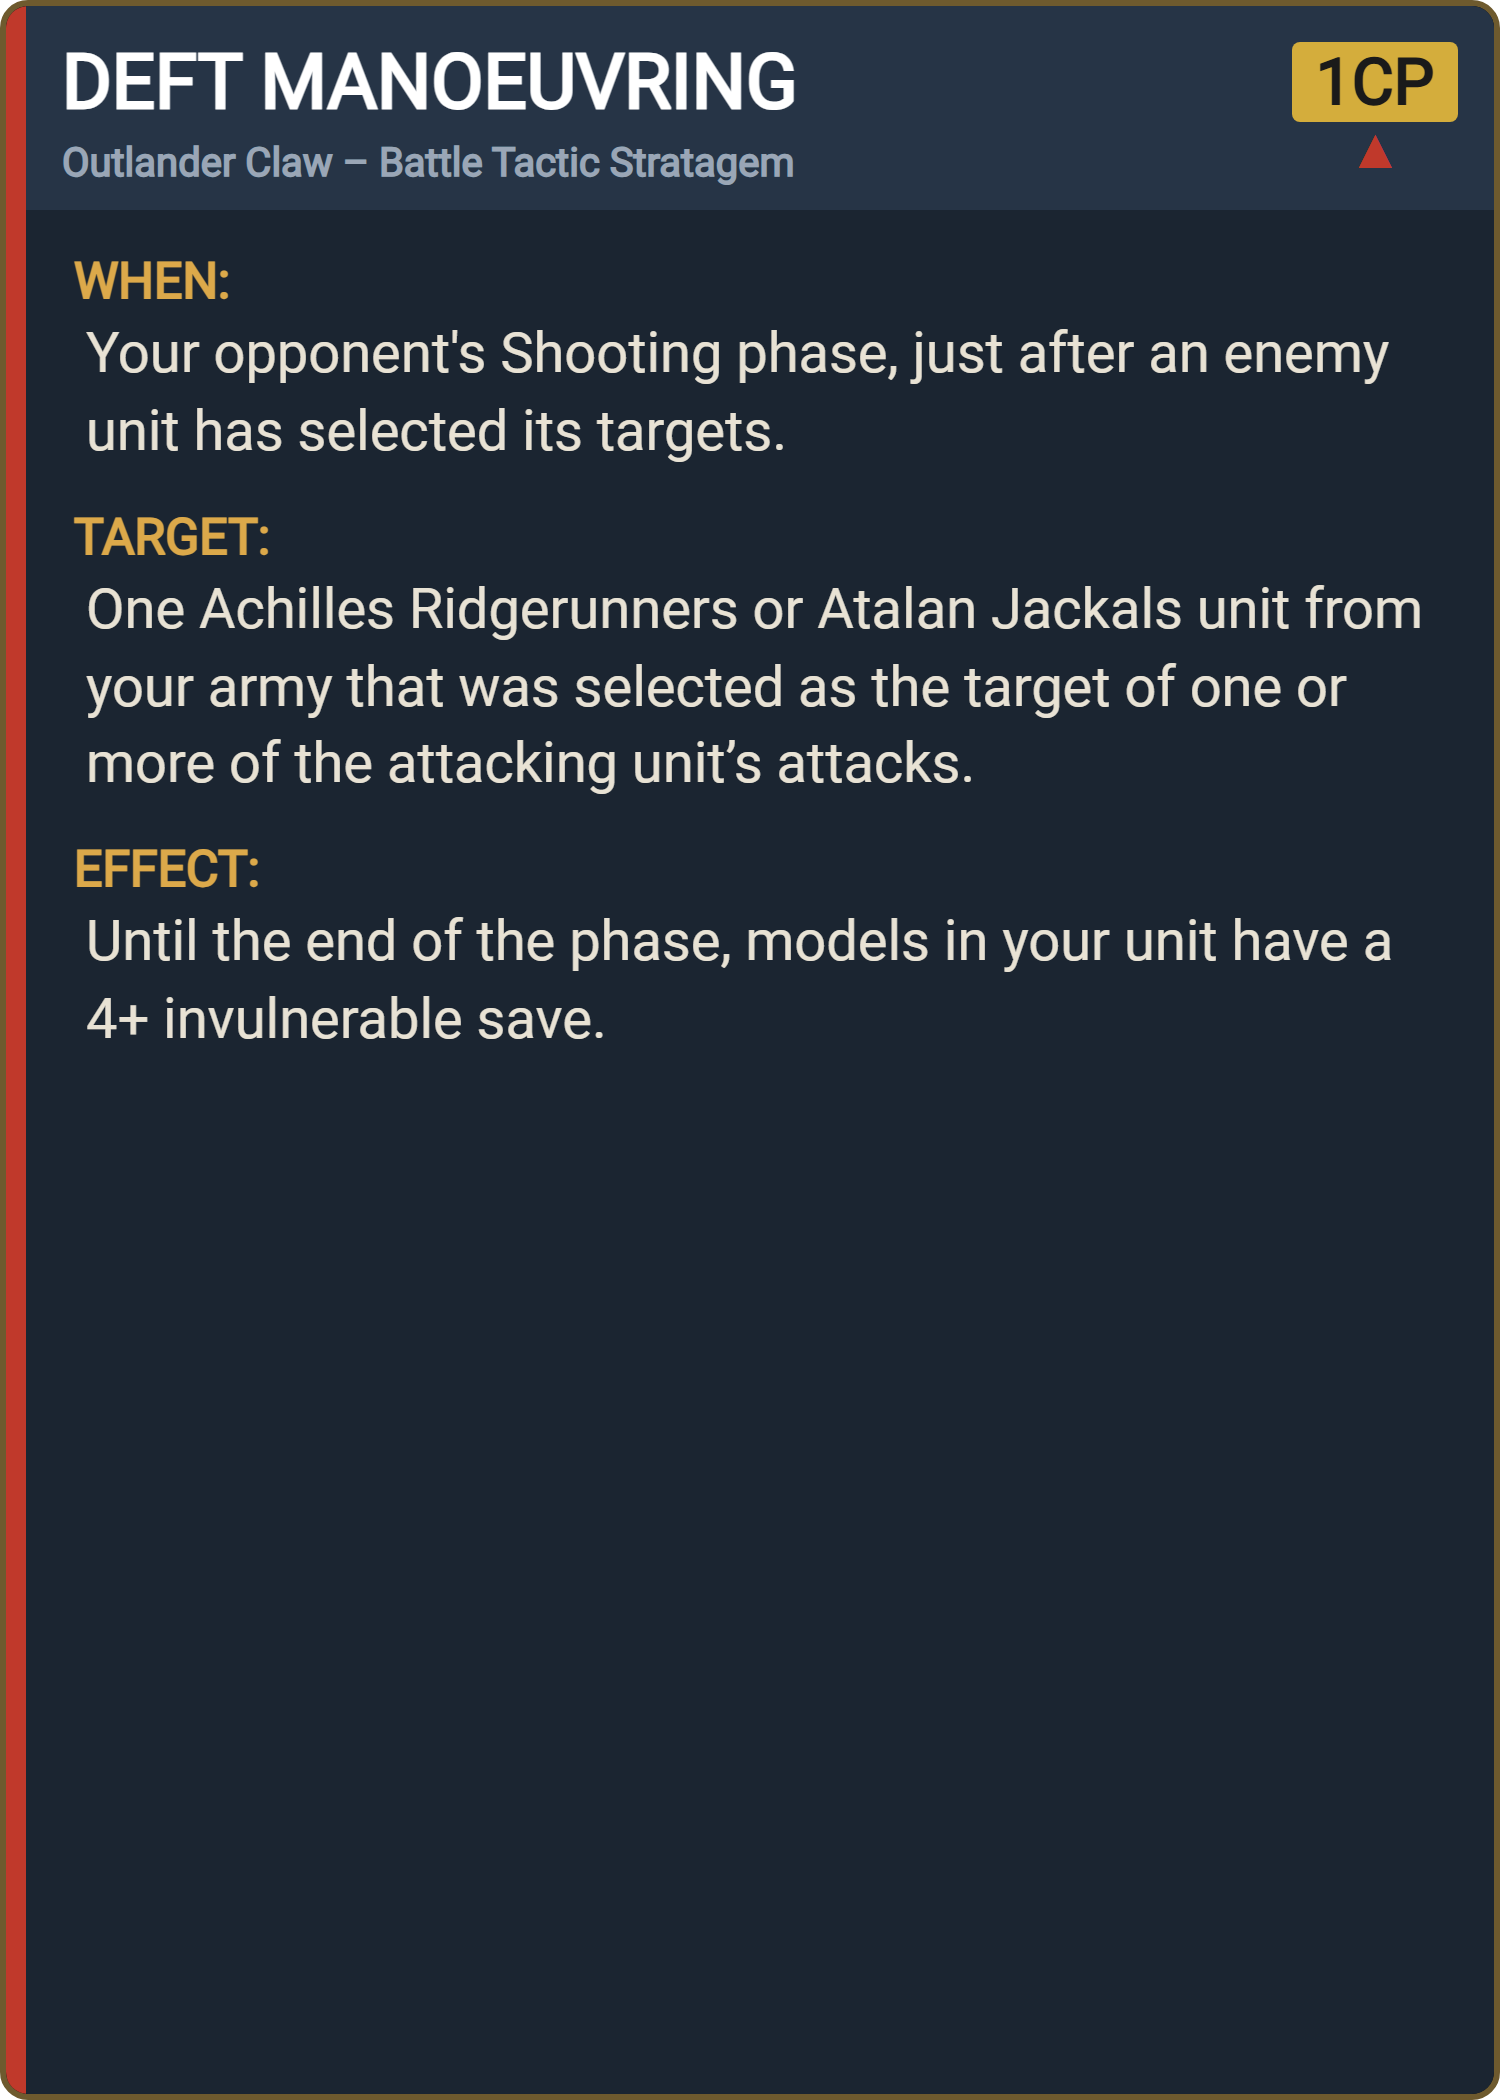 DEFT MANOEUVRING
1CP
Outlander Claw – Battle Tactic Stratagem
WHEN:
Your opponent's Shooting phase, just after an enemy
unit has selected its targets.
TARGET:
One Achilles Ridgerunners or Atalan Jackals unit from
your army that was selected as the target of one or
more of the attacking unit’s attacks.
EFFECT:
Until the end of the phase, models in your unit have a
4+ invulnerable save.